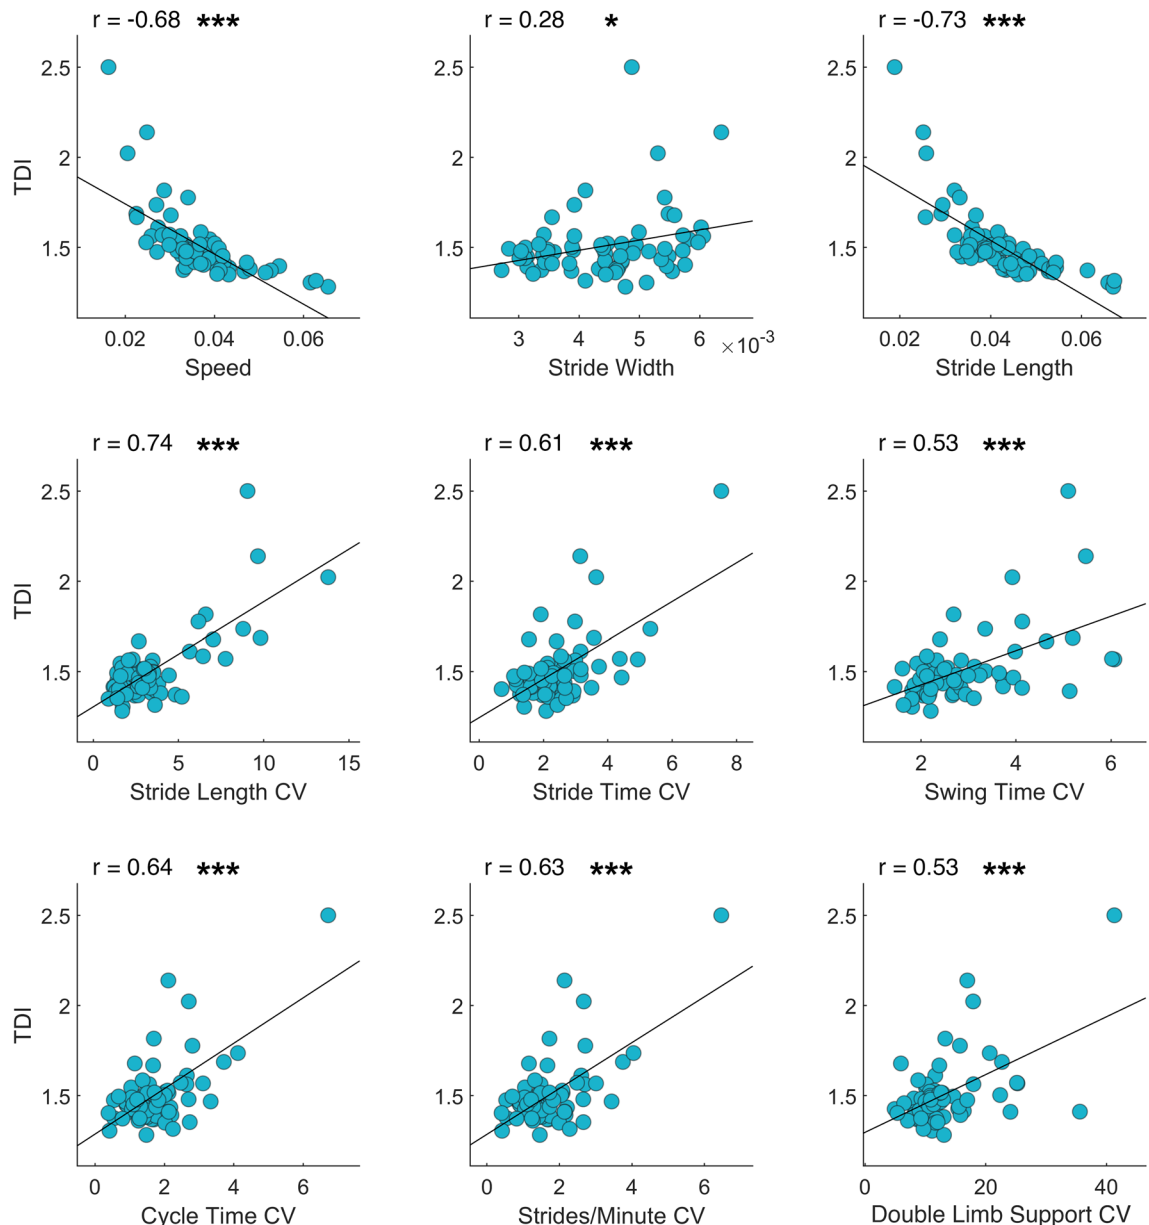 r = -0.68 *** r = 0.28 * r = -0.73 ***
2.5 2.5 2.5
2 2 2
1.5 1.5 1.5
TDI
0.02 0.04 0.06 3 4 5 6 ×10-3 0.02 0.04 0.06
Speed Stride Width Stride Length
r = 0.74 *** r = 0.61 *** r = 0.53 ***
2.5 2.5 2.5
2 2 2
1.5 1.5 1.5
TDI
0 5 10 15 0 2 4 6 8 2 4 6
Stride Length CV Stride Time CV Swing Time CV
r = 0.64 *** r = 0.63 *** r = 0.53 ***
2.5 2.5 2.5
2 2 2
1.5 1.5 1.5
TDI
0 2 4 6 0 2 4 6 0 20 40
Cycle Time CV Strides/Minute CV Double Limb Support CV